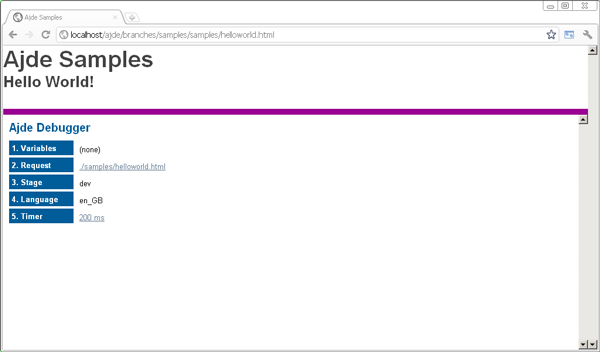 Ajde Samples
localhost/ajde/branches/samples/samples/helloworld.html
Ajde Samples
Hello World!
Ajde Debugger
1. Variables (none)
2. Request ./samples/helloworld.html
3. Stage dev
4. Language en_GB
5. Timer 200 ms